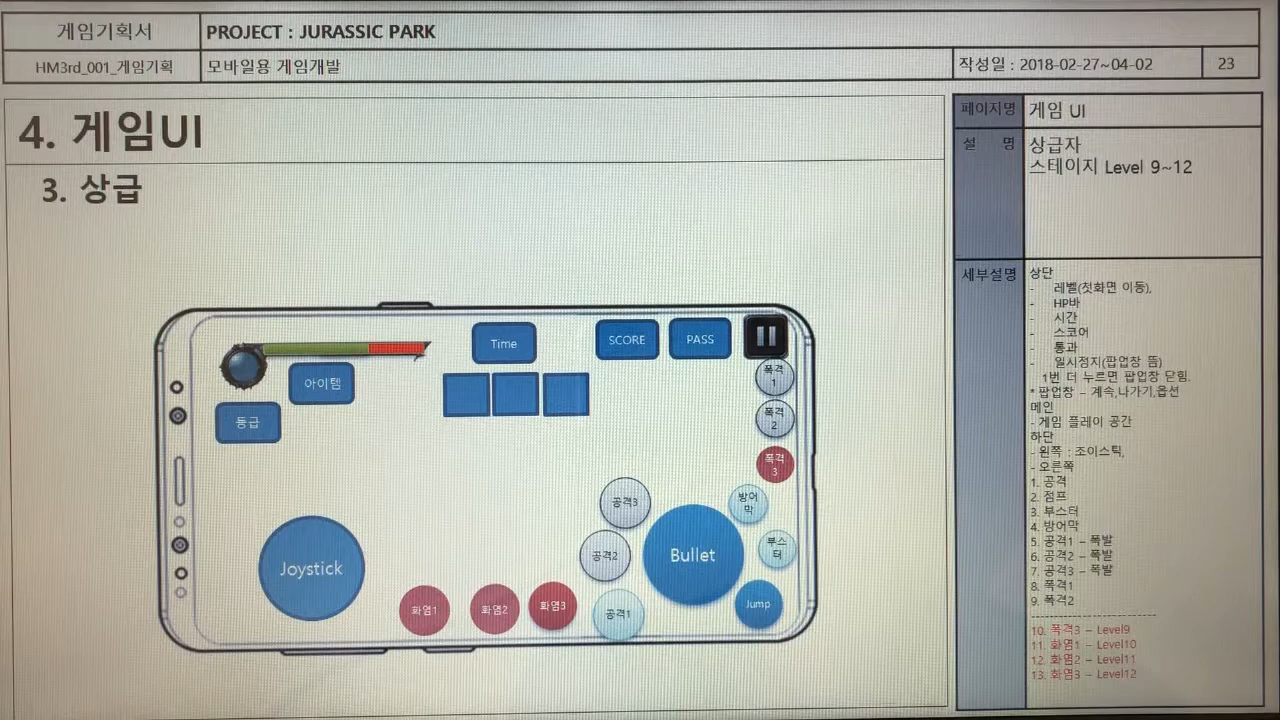 게임기획서
PROJECT : JURASSIC PARK
HM3rd_001_게임기획
모바일용 게임개발
작성일 : 2018-02-27~04-02
23
4. 게임UI
3. 상급
Time
SCORE
PASS
아이템
등급
폭격
1
폭격
2
폭격
3
방어
막
공격3
공격2
Bullet
부스
터
Joystick
화염1
화염2
화염3
공격1
Jump
페이지명
게임 UI
설 명
상급자
스테이지 Level 9~12
세부설명
상단
- 레벨(첫화면 이동),
- HP바
- 시간
- 스코어
- 통과
- 일시정지(팝업창 뜸)
1번 더 누르면 팝업창 닫힘.
* 팝업창 – 계속,나가기,옵션
메인
- 게임 플레이 공간
하단
- 왼쪽 : 조이스틱,
- 오른쪽
1. 공격
2. 점프
3. 부스터
4. 방어막
5. 공격1 – 폭발
6. 공격2 – 폭발
7. 공격3 – 폭발
8. 폭격1
9. 폭격2
------------------------
10. 폭격3 – Level9
11. 화염1 – Level10
12. 화염2 – Level11
13. 화염3 – Level12